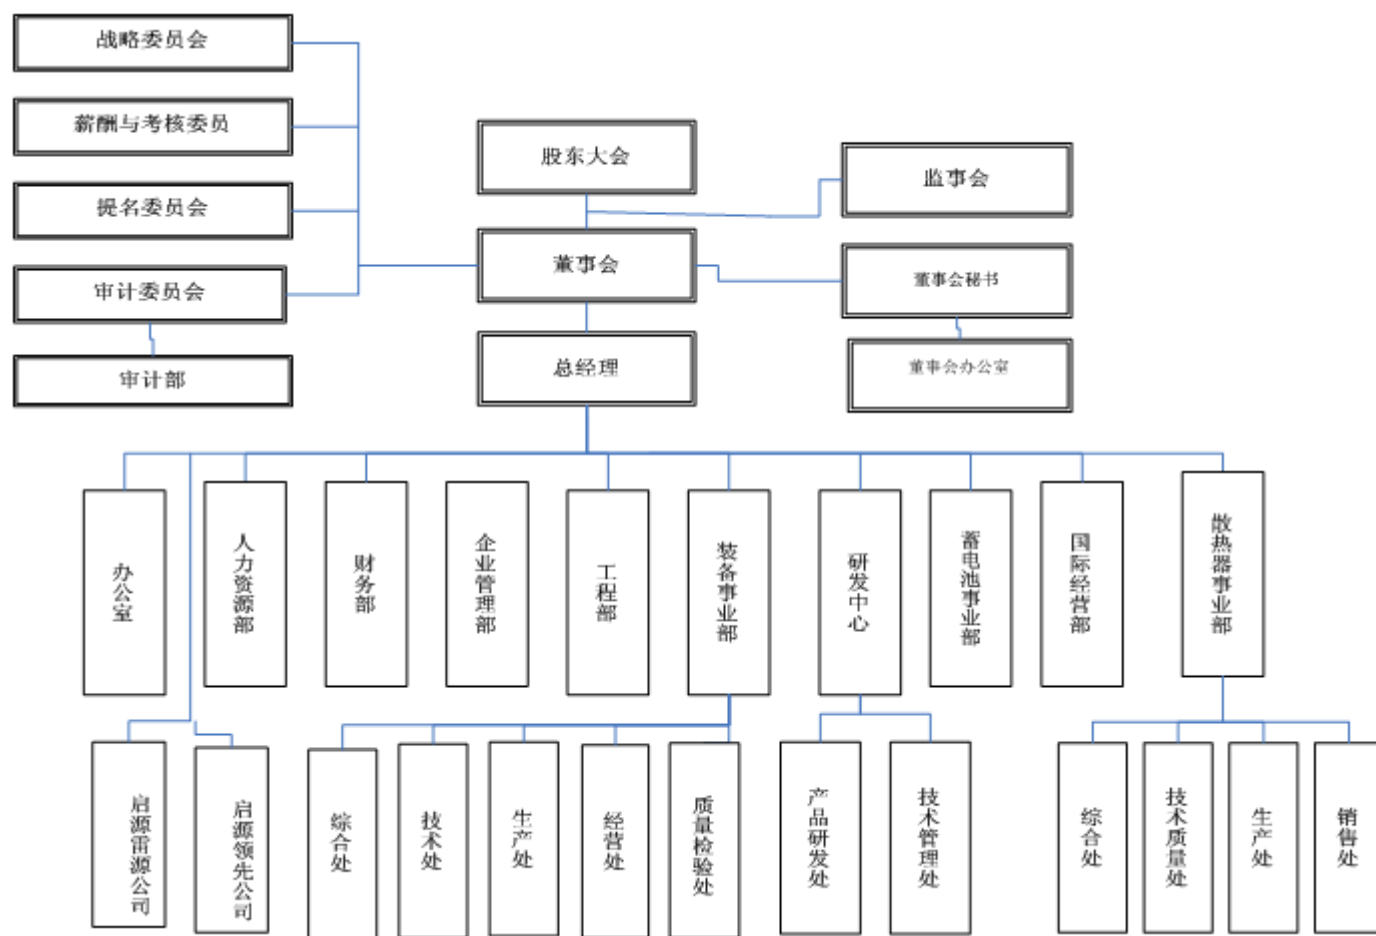 战略委员会
薪酬与考核委员
提名委员会
审计委员会
审计部
股东大会
董事会
总经理
监事会
董事会秘书
董事会办公室
办公室
人力资源部
财务部
企业管理部
工程部
装备事业部
研发中心
蓄电池事业部
国际经营部
散热器事业部
启源雷源公司
启源领先公司
综合处
技术处
生产处
经营处
质量检验处
产品研发处
技术管理处
综合处
技术质量处
生产处
销售处